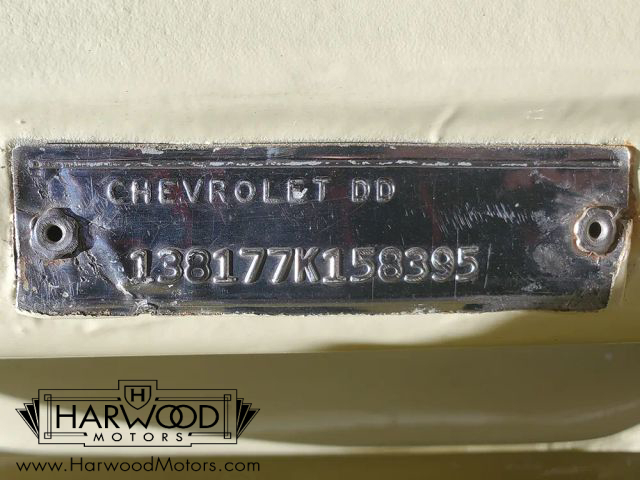 CHEVROLET DD
138177K158395
H
HARWOOD
MOTORS
www.HarwoodMotors.com